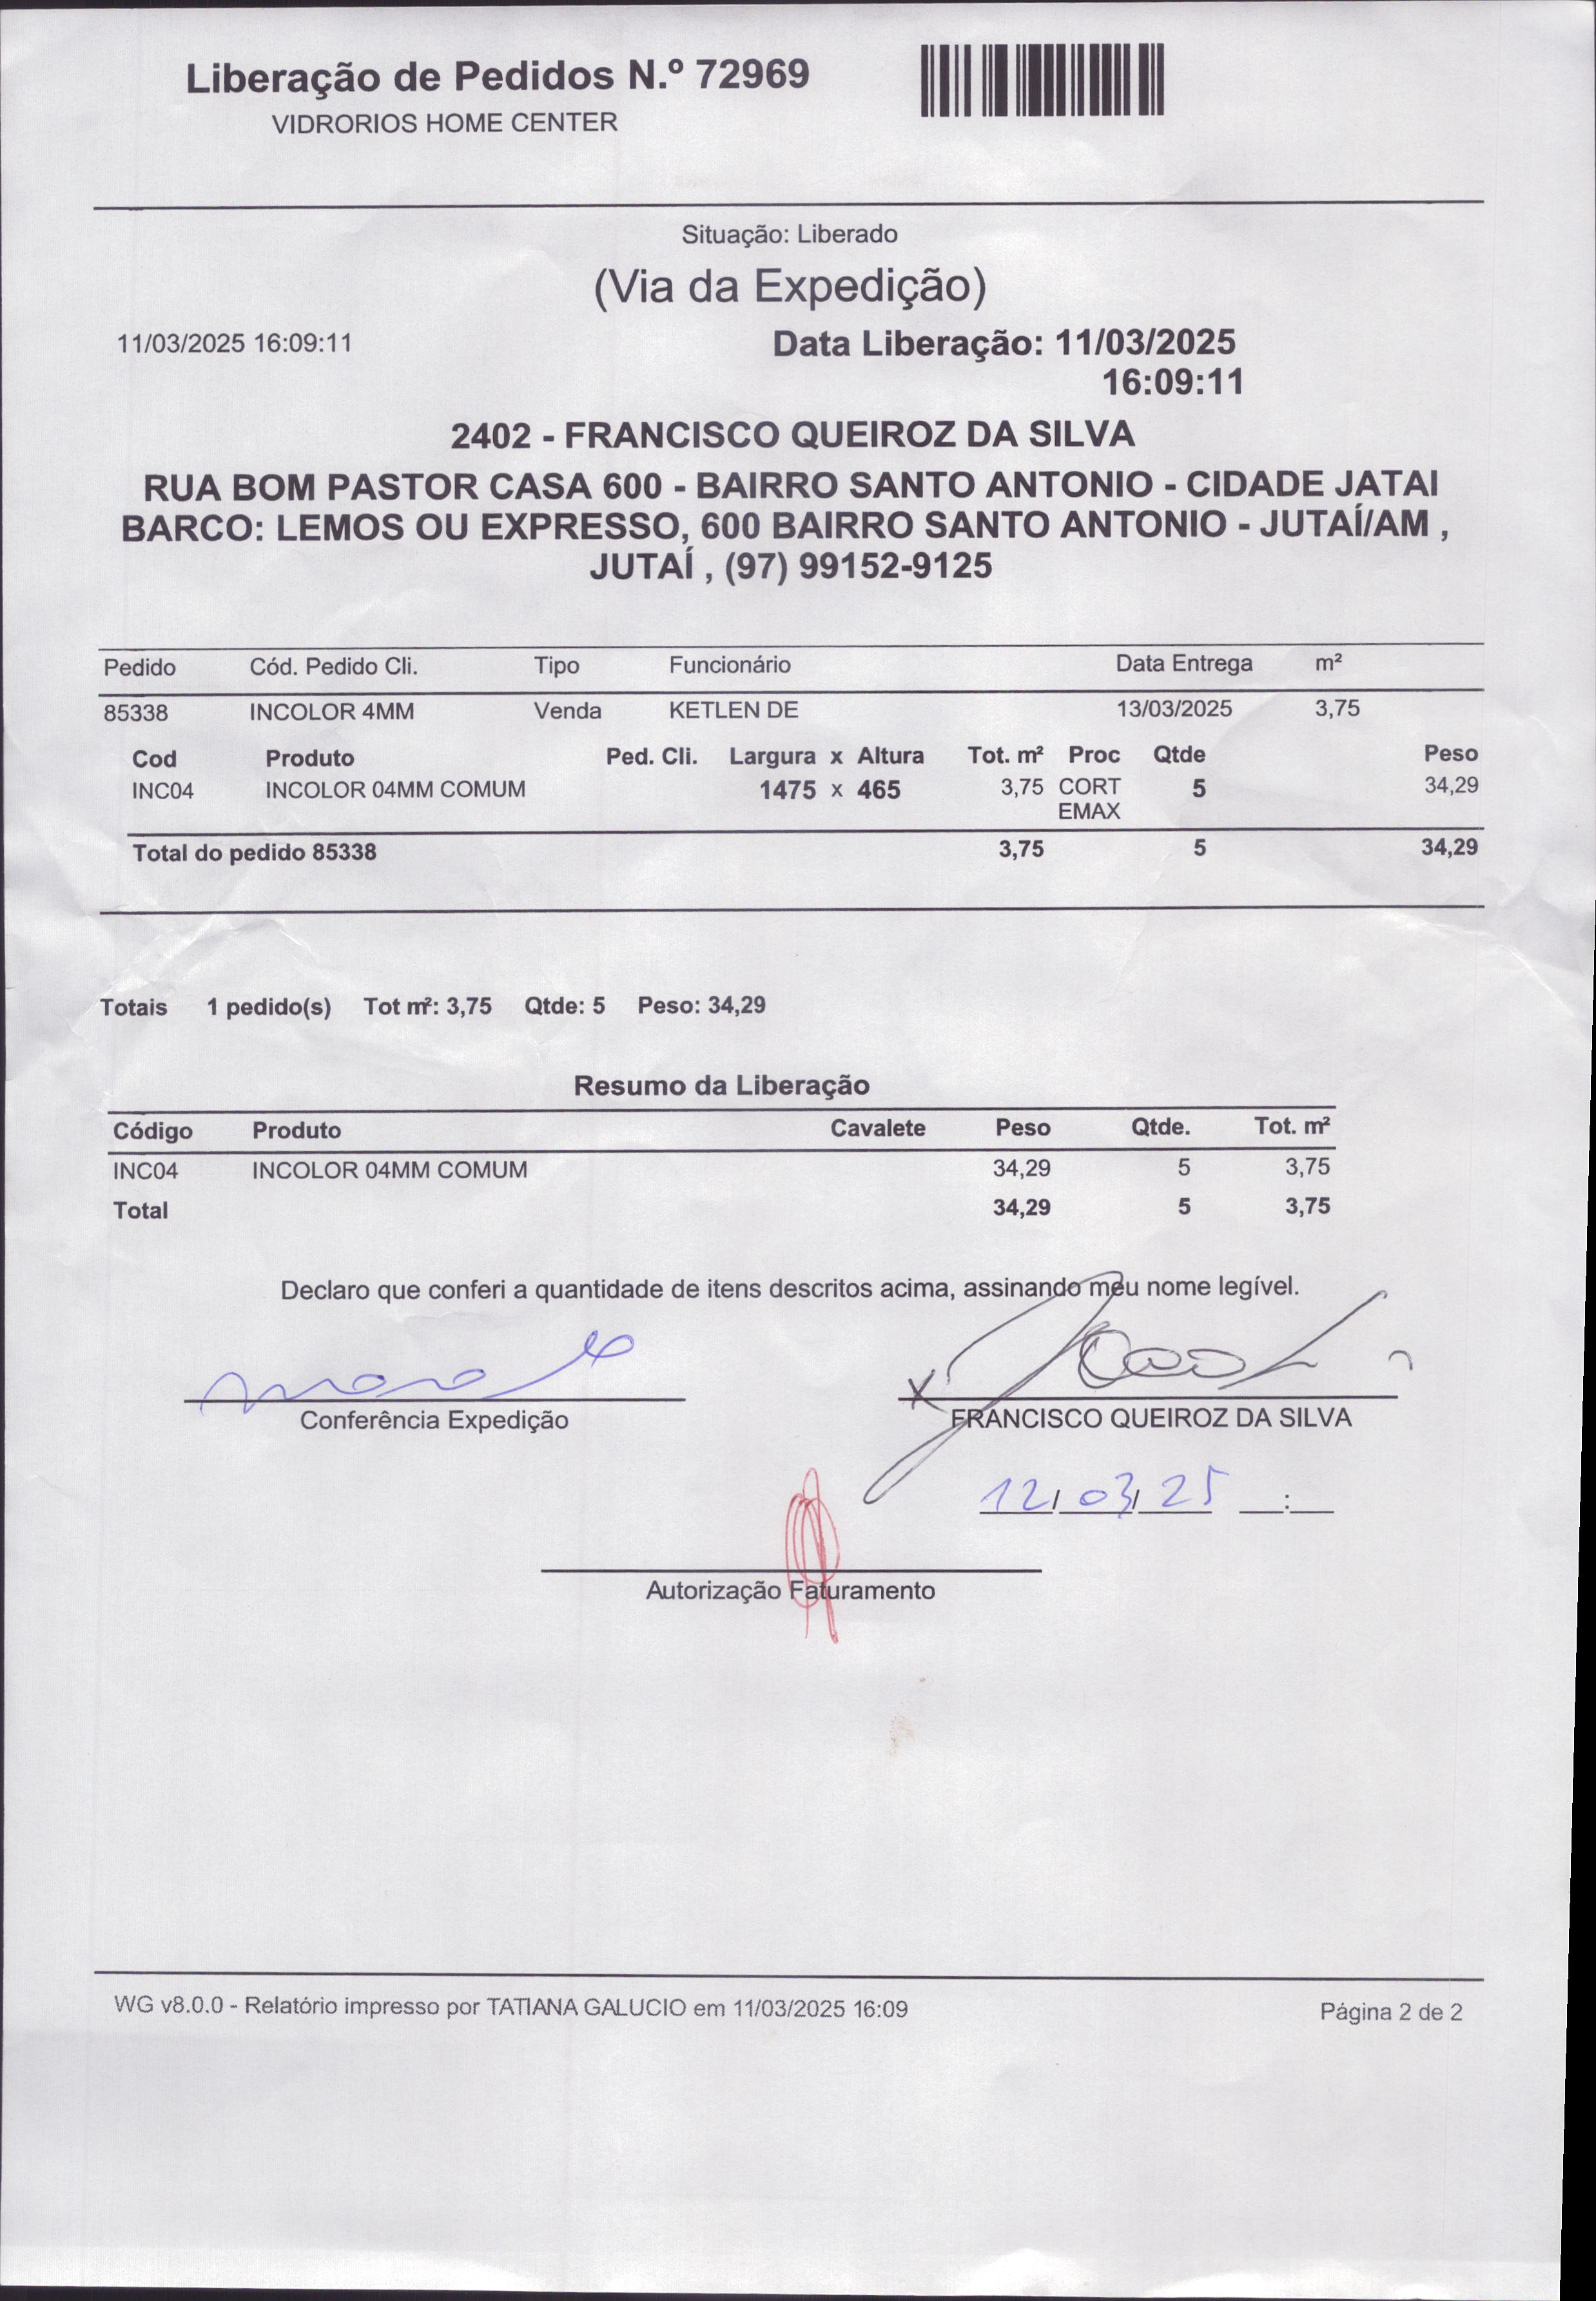 Liberação de Pedidos N.º 72969
VIDRORIOS HOME CENTER
Situação: Liberado
(Via da Expedição)
11/03/2025 16:09:11 Data Liberação: 11/03/2025
16:09:11
2402 - FRANCISCO QUEIROZ DA SILVA
RUA BOM PASTOR CASA 600 - BAIRRO SANTO ANTONIO - CIDADE JATAI
BARCO: LEMOS OU EXPRESSO, 600 BAIRRO SANTO ANTONIO - JUTAÍ/AM ,
JUTAÍ , (97) 99152-9125
Pedido Cód. Pedido Cli. Tipo Funcionário Data Entrega m²
85338 INCOLOR 4MM Venda KETLEN DE 13/03/2025 3,75
Cod Produto Ped. Cli. Largura x Altura Tot. m² Proc Qtde Peso
INC04 INCOLOR 04MM COMUM 1475 x 465 3,75 CORT 5 34,29
EMAX
Total do pedido 85338 3,75 5 34,29
Totais 1 pedido(s) Tot m²: 3,75 Qtde: 5 Peso: 34,29
Resumo da Liberação
Código Produto Cavalete Peso Qtde. Tot. m²
INC04 INCOLOR 04MM COMUM 34,29 5 3,75
Total 34,29 5 3,75
Declaro que conferi a quantidade de itens descritos acima, assinando meu nome legível.
X
Conferência Expedição FRANCISCO QUEIROZ DA SILVA
12/03/25 __:__
Autorização Faturamento
WG v8.0.0 - Relatório impresso por TATIANA GALUCIO em 11/03/2025 16:09 Página 2 de 2